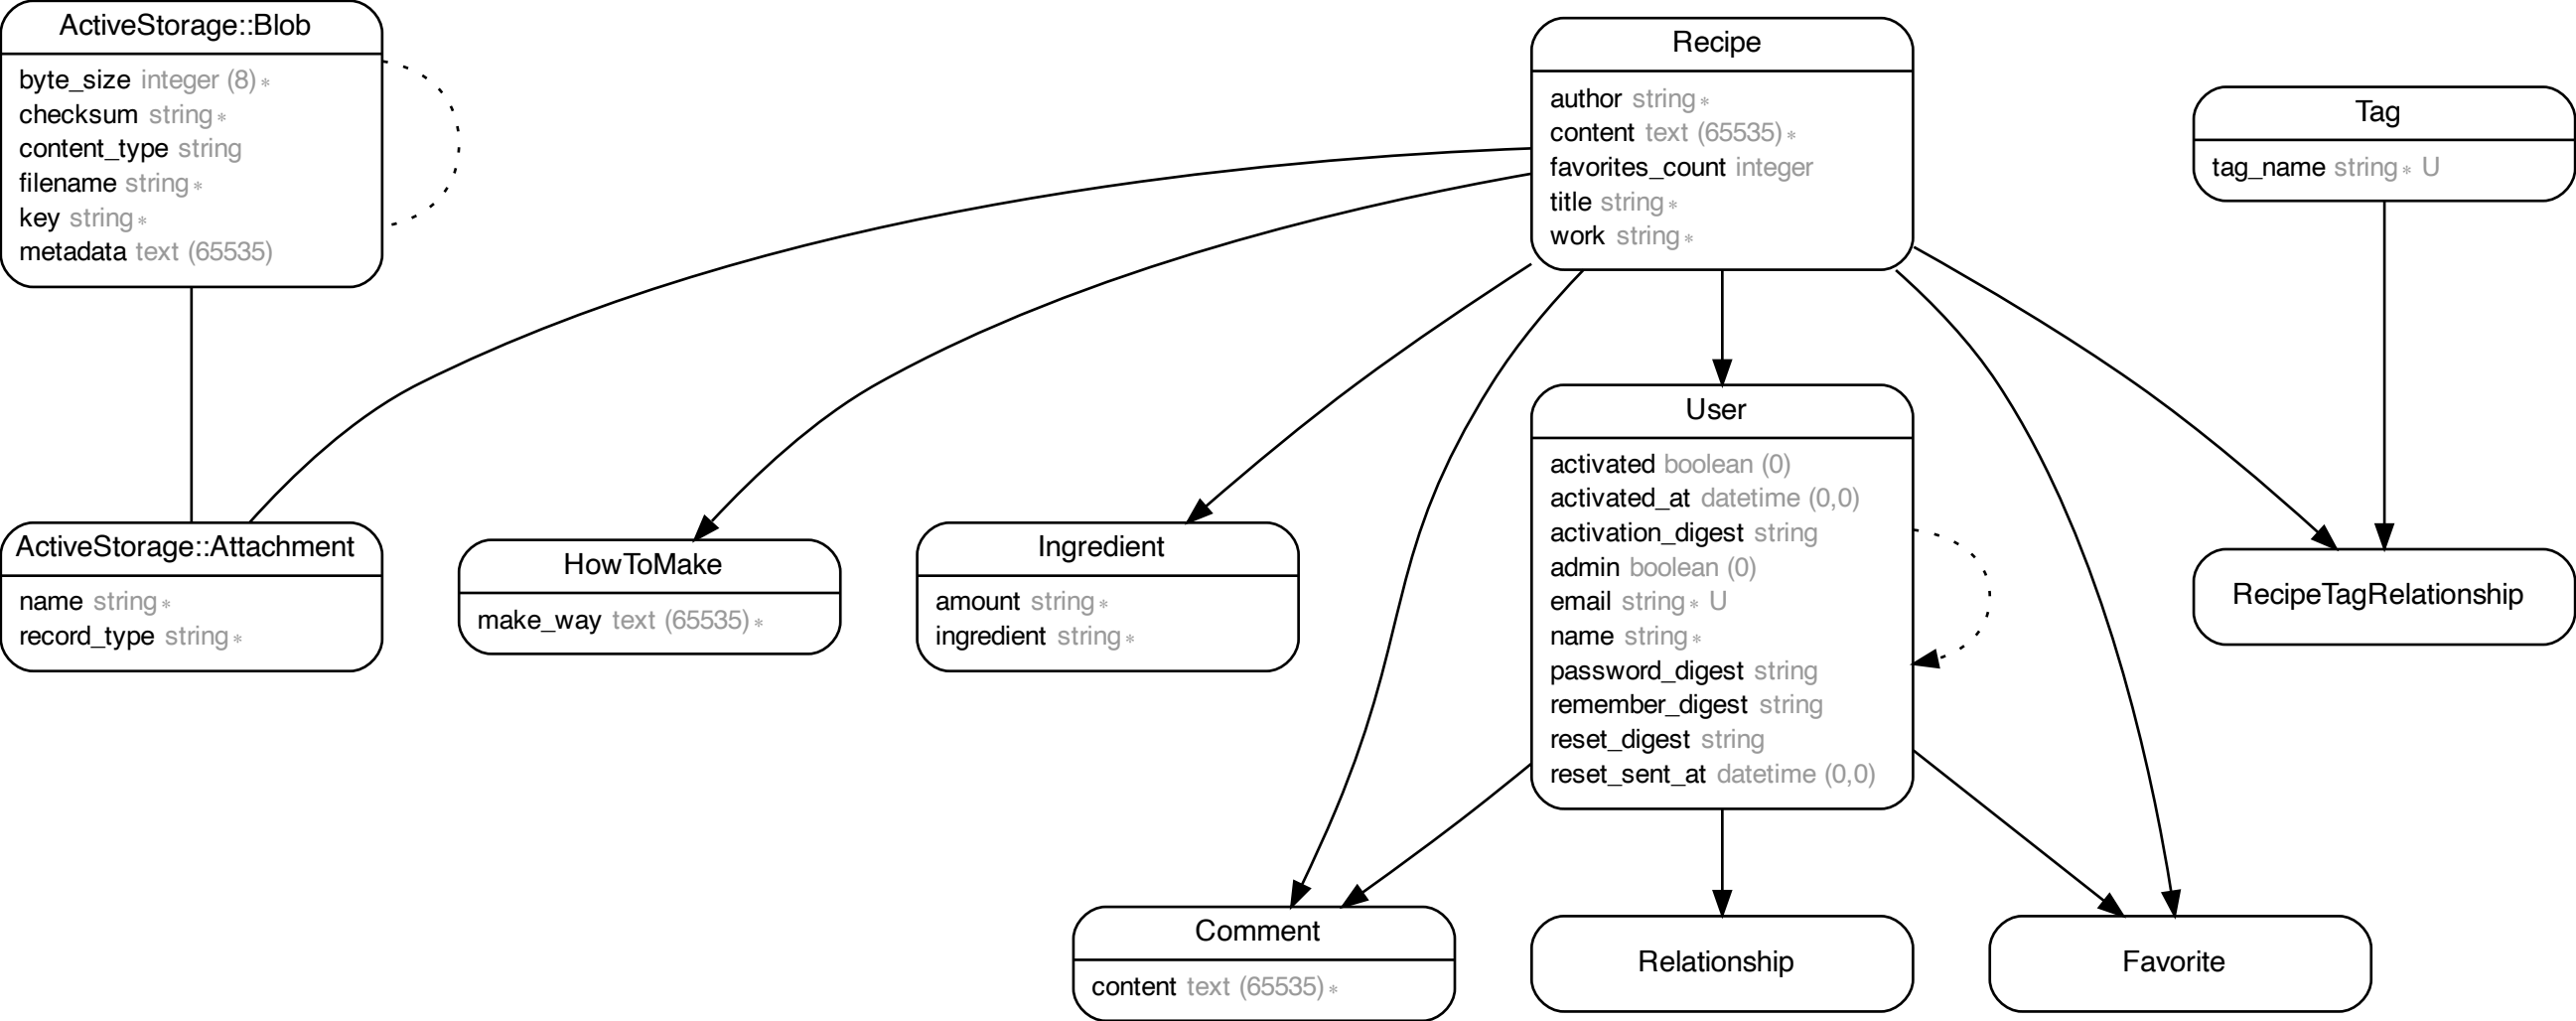 ActiveStorage::Blob
byte_size integer (8) *
checksum string *
content_type string
filename string *
key string *
metadata text (65535)
Recipe
author string *
content text (65535) *
favorites_count integer
title string *
work string *
Tag
tag_name string * U
User
activated boolean (0)
activated_at datetime (0,0)
activation_digest string
admin boolean (0)
email string * U
name string *
password_digest string
remember_digest string
reset_digest string
reset_sent_at datetime (0,0)
ActiveStorage::Attachment
name string *
record_type string *
HowToMake
make_way text (65535) *
Ingredient
amount string *
ingredient string *
RecipeTagRelationship
Comment
content text (65535) *
Relationship
Favorite